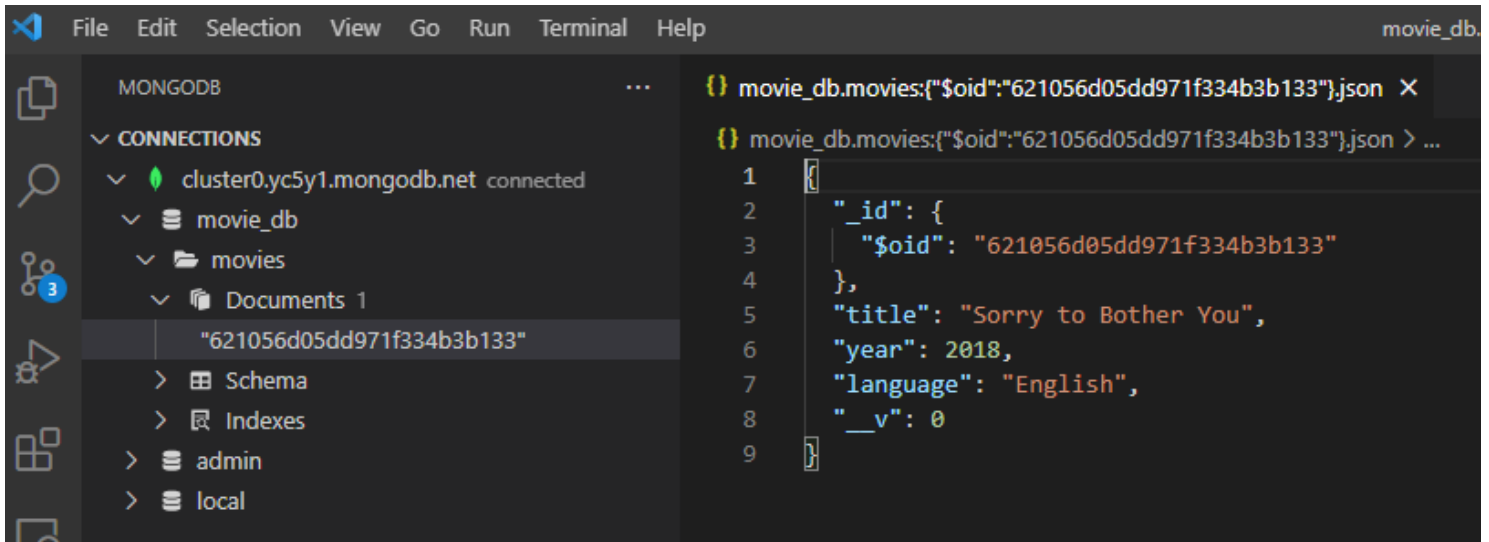 File Edit Selection View Go Run Terminal Help
movie_db.
MONGODB
...
CONNECTIONS
cluster0.yc5y1.mongodb.net connected
movie_db
movies
Documents 1
"621056d05dd971f334b3b133"
Schema
Indexes
admin
local
3
{} movie_db.movies:{"$oid":"621056d05dd971f334b3b133"}.json ×
{} movie_db.movies:{"$oid":"621056d05dd971f334b3b133"}.json > ...
1 {
2 "_id": {
3 "$oid": "621056d05dd971f334b3b133"
4 },
5 "title": "Sorry to Bother You",
6 "year": 2018,
7 "language": "English",
8 "__v": 0
9 }